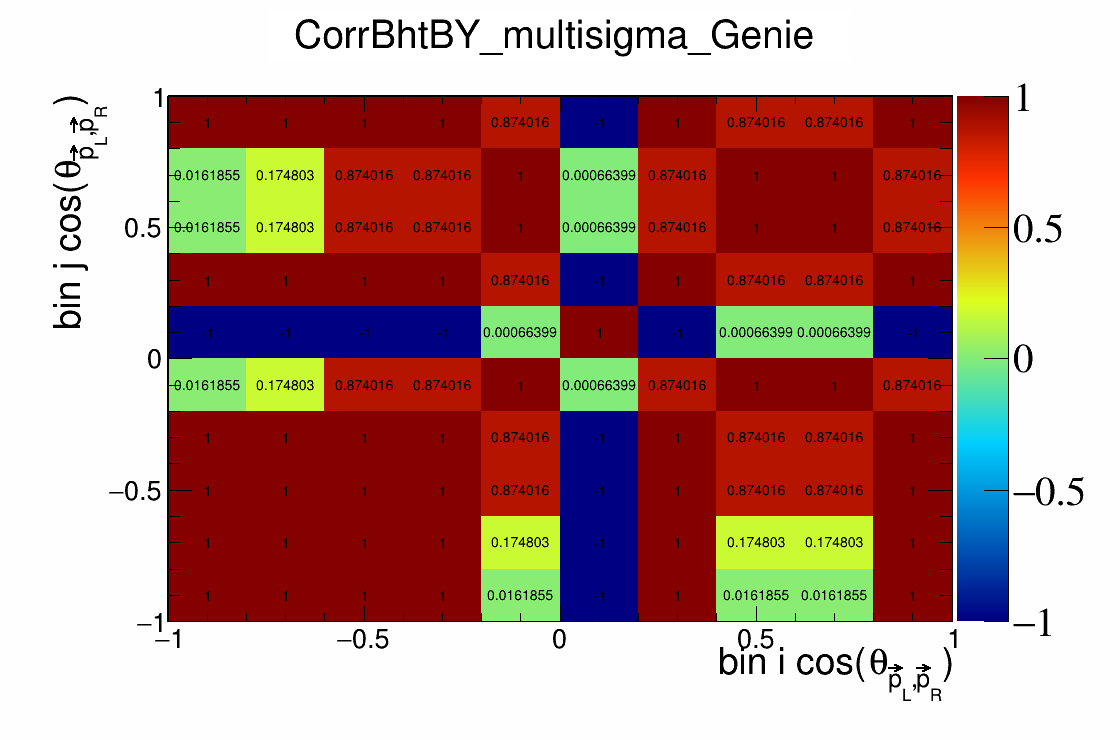 CorrBhtBY_multisigma_Genie
bin j cos(θ p⃗L,p⃗R)
1
0.5
0
−0.5
−1
1 1 1 1 0.874016 -1 1 0.874016 0.874016 1
0.0161855 0.174803 0.874016 0.874016 1 0.00066399 0.874016 1 1 0.874016
0.0161855 0.174803 0.874016 0.874016 1 0.00066399 0.874016 1 1 0.874016
1 1 1 1 0.874016 -1 1 0.874016 0.874016 1
-1 -1 -1 -1 0.00066399 1 -1 0.00066399 0.00066399 -1
0.0161855 0.174803 0.874016 0.874016 1 0.00066399 0.874016 1 1 0.874016
1 1 1 1 0.874016 -1 1 0.874016 0.874016 1
1 1 1 1 0.874016 -1 1 0.874016 0.874016 1
1 1 1 1 0.174803 -1 1 0.174803 0.174803 1
1 1 1 1 0.0161855 -1 1 0.0161855 0.0161855 1
−1 −0.5 0 0.5 1
bin i cos(θ p⃗L,p⃗R)
1
0.5
0
−0.5
−1